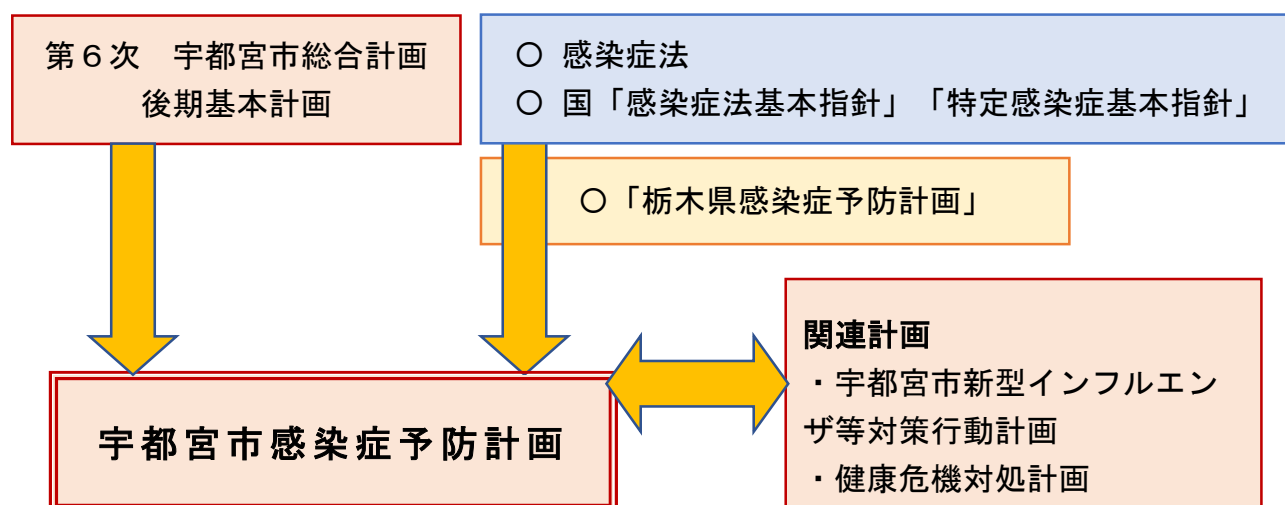 第６次　宇都宮市総合計画
後期基本計画
○ 感染症法
○ 国「感染症法基本指針」「特定感染症基本指針」
○「栃木県感染症予防計画」
宇都宮市感染症予防計画
関連計画
・宇都宮市新型インフルエン
ザ等対策行動計画
・健康危機対処計画